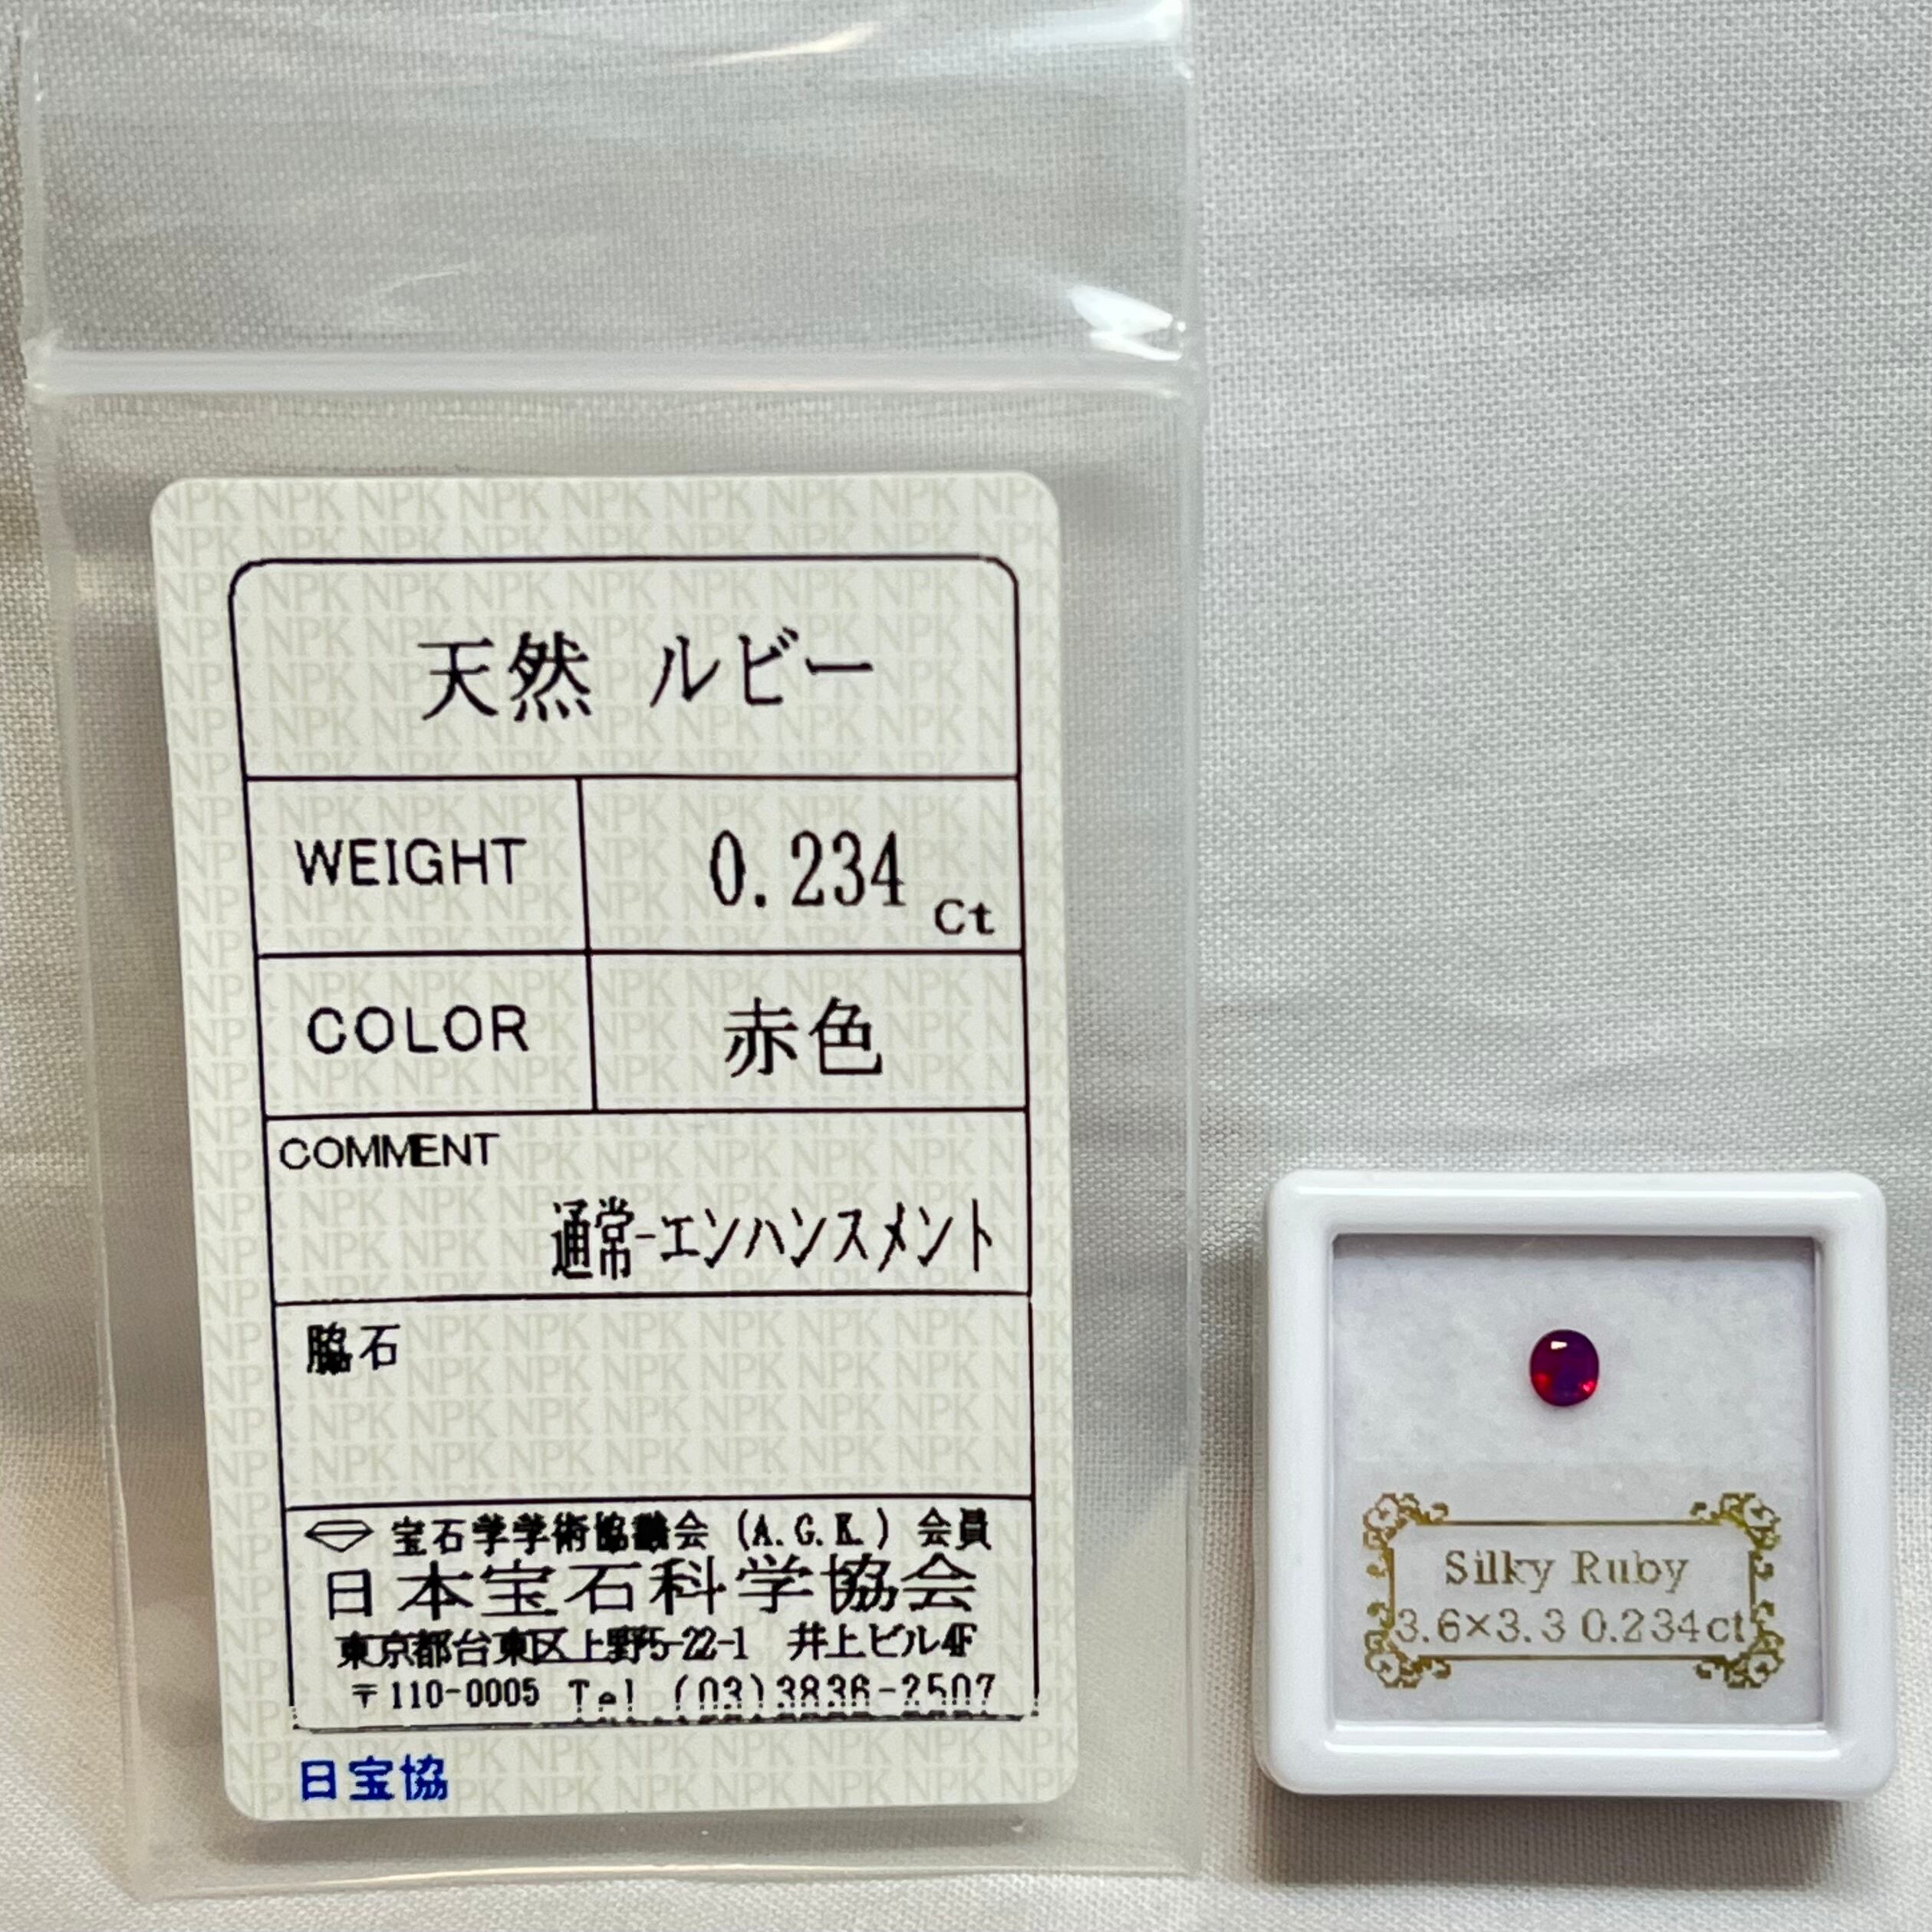 天然 ルビー
WEIGHT 0.234 Ct
COLOR 赤色
COMMENT
通常-エンハンスメント
脇石
宝石学学術協議会 (A.G.K.) 会員
日本宝石科学協会
東京都台東区上野5-22-1 井上ビル4F
〒110-0005 Tel (03)3836-2507
日宝協
Silky Ruby
3.6×3.3 0.234ct